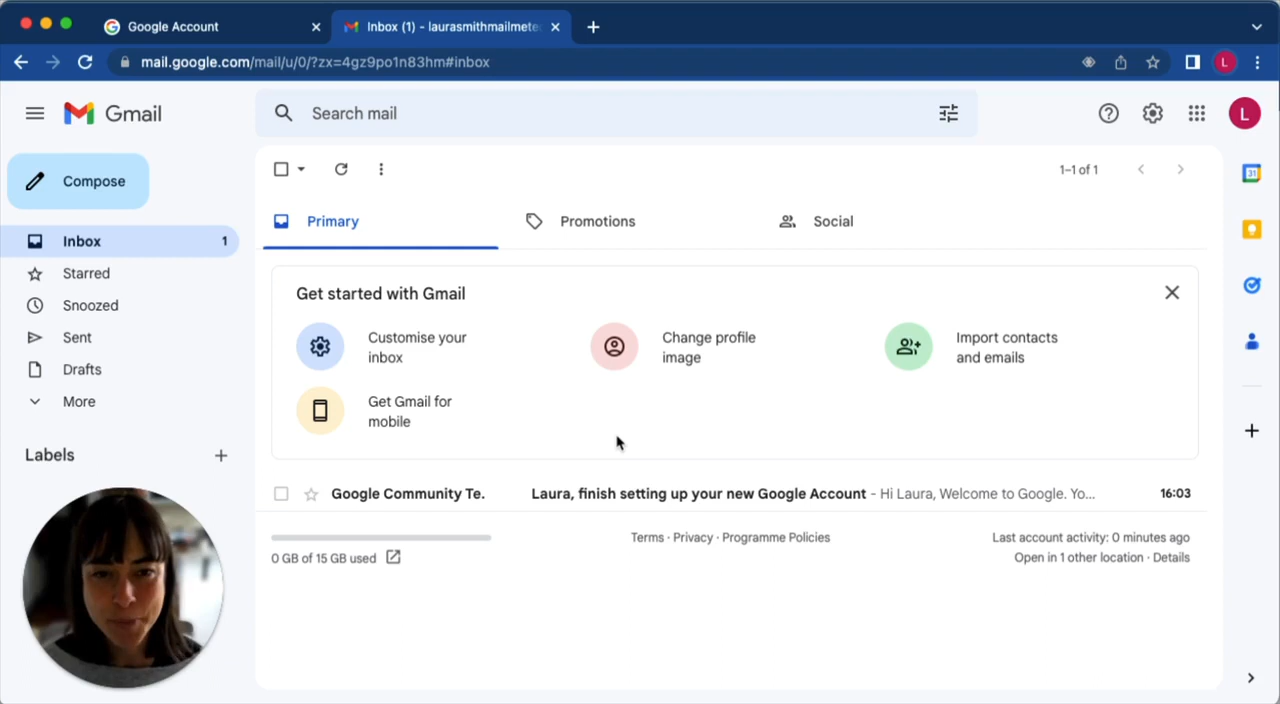 Google Account
Inbox (1) - laurasmithmailmete
mail.google.com/mail/u/0/?zx=4gz9po1n83hm#inbox
L
Gmail
Search mail
L
Compose
1–1 of 1
31
Primary
Promotions
Social
Inbox 1
Starred
Snoozed
Sent
Drafts
More
Labels
Get started with Gmail
Customise your
inbox
Change profile
image
Import contacts
and emails
Get Gmail for
mobile
Google Community Te. Laura, finish setting up your new Google Account - Hi Laura, Welcome to Google. Yo... 16:03
0 GB of 15 GB used
Terms · Privacy · Programme Policies
Last account activity: 0 minutes ago
Open in 1 other location · Details